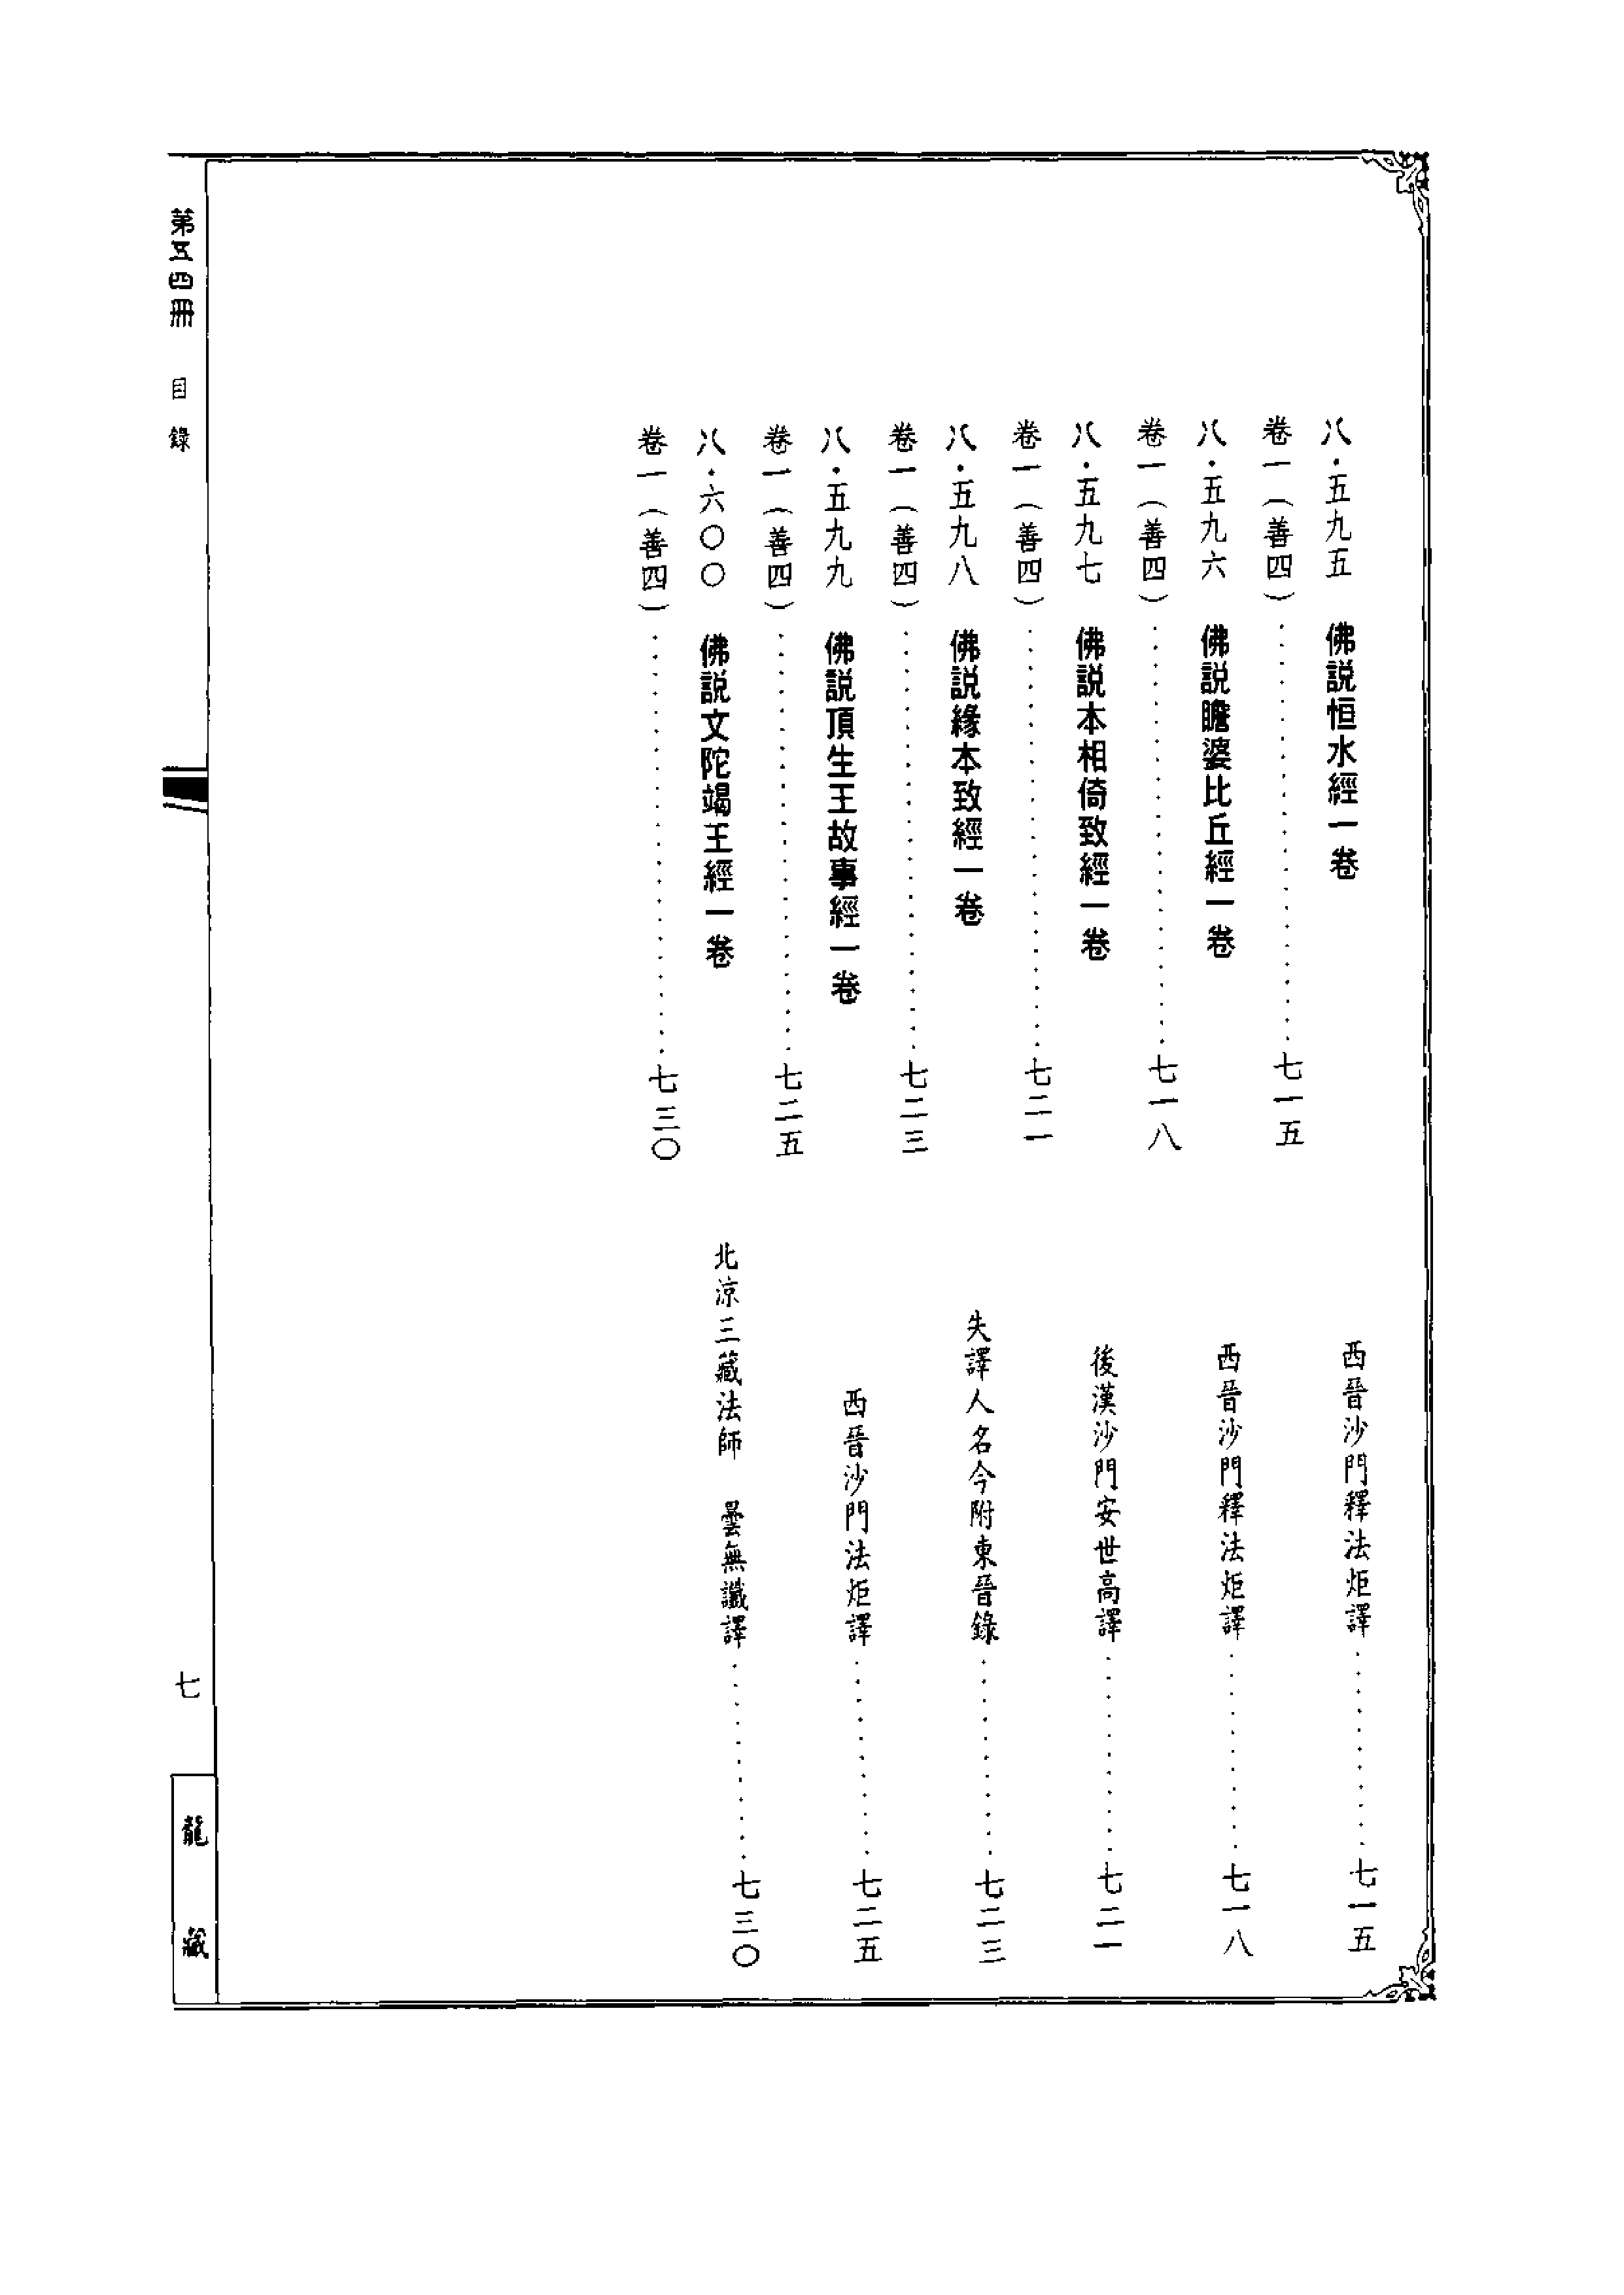 八·五九五　佛説恒水經一卷　西晉沙門釋法炬譯…………七一五
卷一（善四）…………七一五
八·五九六　佛説瞻婆比丘經一卷　西晉沙門釋法炬譯…………七一八
卷一（善四）…………七一八
八·五九七　佛説本相倚致經一卷　後漢沙門安世高譯…………七二一
卷一（善四）…………七二一
八·五九八　佛説緣本致經一卷　失譯人名今附東晉錄…………七二三
卷一（善四）…………七二三
八·五九九　佛説頂生王故事經一卷　西晉沙門法炬譯…………七二五
卷一（善四）…………七二五
八·六〇〇　佛説文陀竭王經一卷　北涼三藏法師　曇無讖譯…………七三〇
卷一（善四）…………七三〇
第五四冊　目錄
七
龍藏